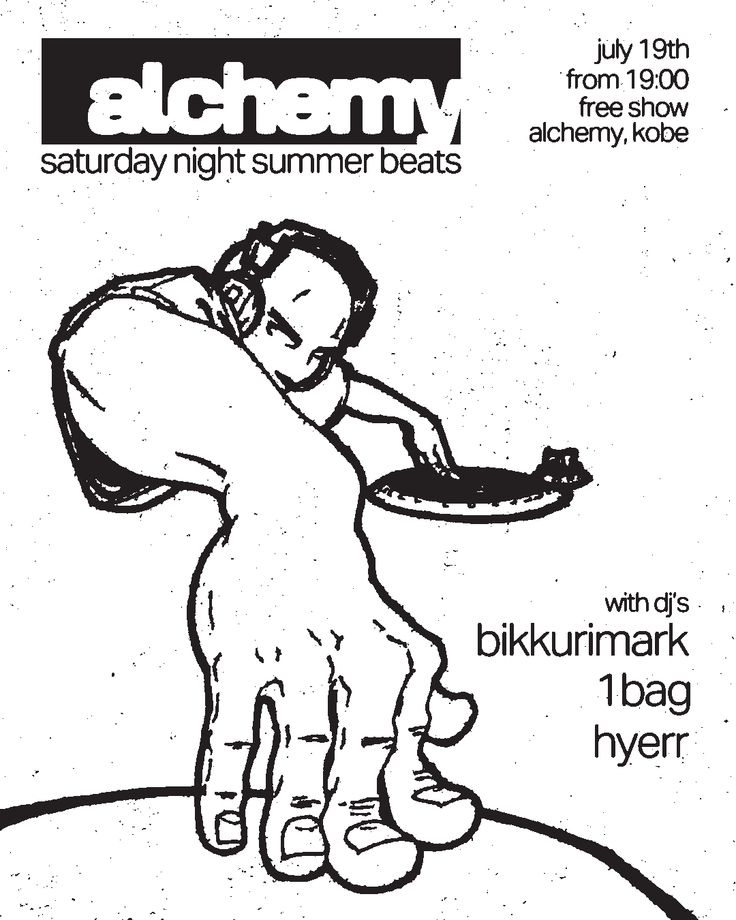 alchemy
saturday night summer beats
july 19th
from 19:00
free show
alchemy, kobe
with dj's
bikkurimark
1bag
hyerr